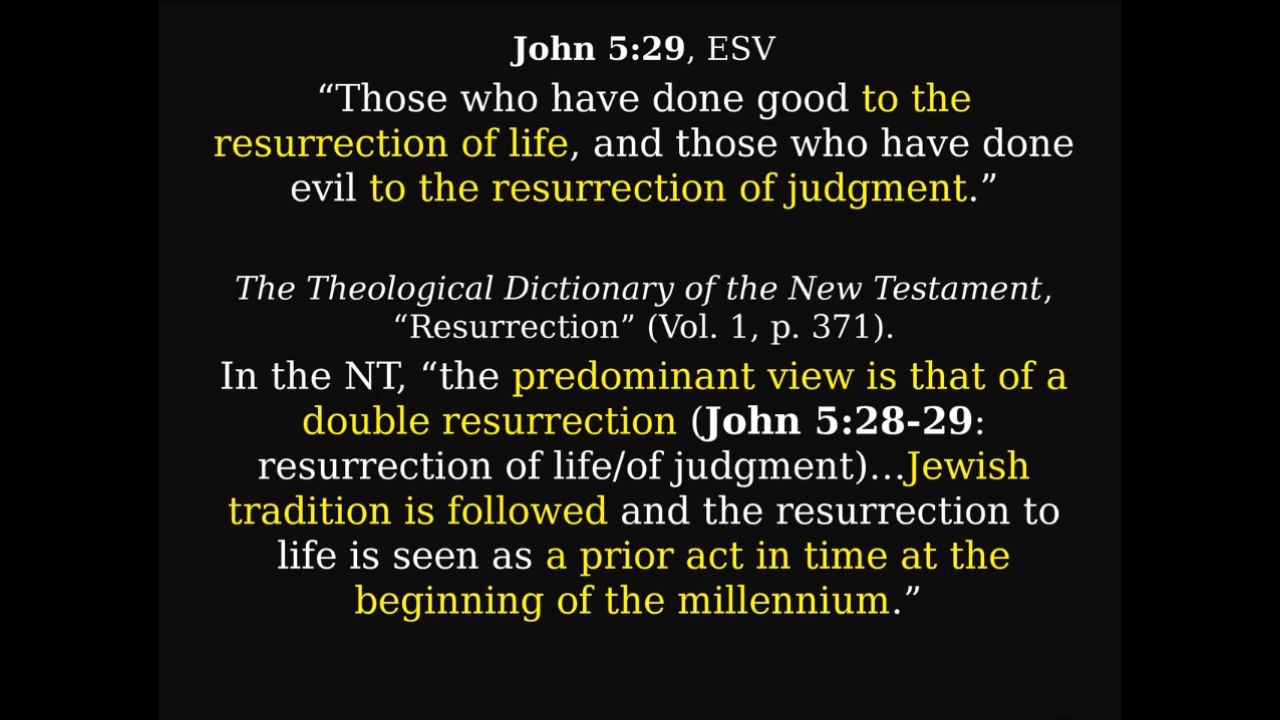 John 5:29, ESV
“Those who have done good to the
resurrection of life, and those who have done
evil to the resurrection of judgment.”
The Theological Dictionary of the New Testament,
“Resurrection” (Vol. 1, p. 371).
In the NT, “the predominant view is that of a
double resurrection (John 5:28-29:
resurrection of life/of judgment)…Jewish
tradition is followed and the resurrection to
life is seen as a prior act in time at the
beginning of the millennium.”